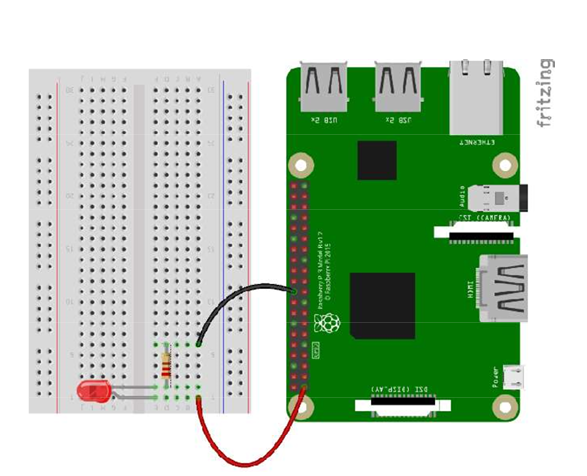 fritzing
USB 2x
USB 2x
ETHERNET
Audio
CSI (CAMERA)
Raspberry Pi 3 Model B v1.2
© Raspberry Pi 2015
HDMI
GPIO
Power
DSI (DISPLAY)